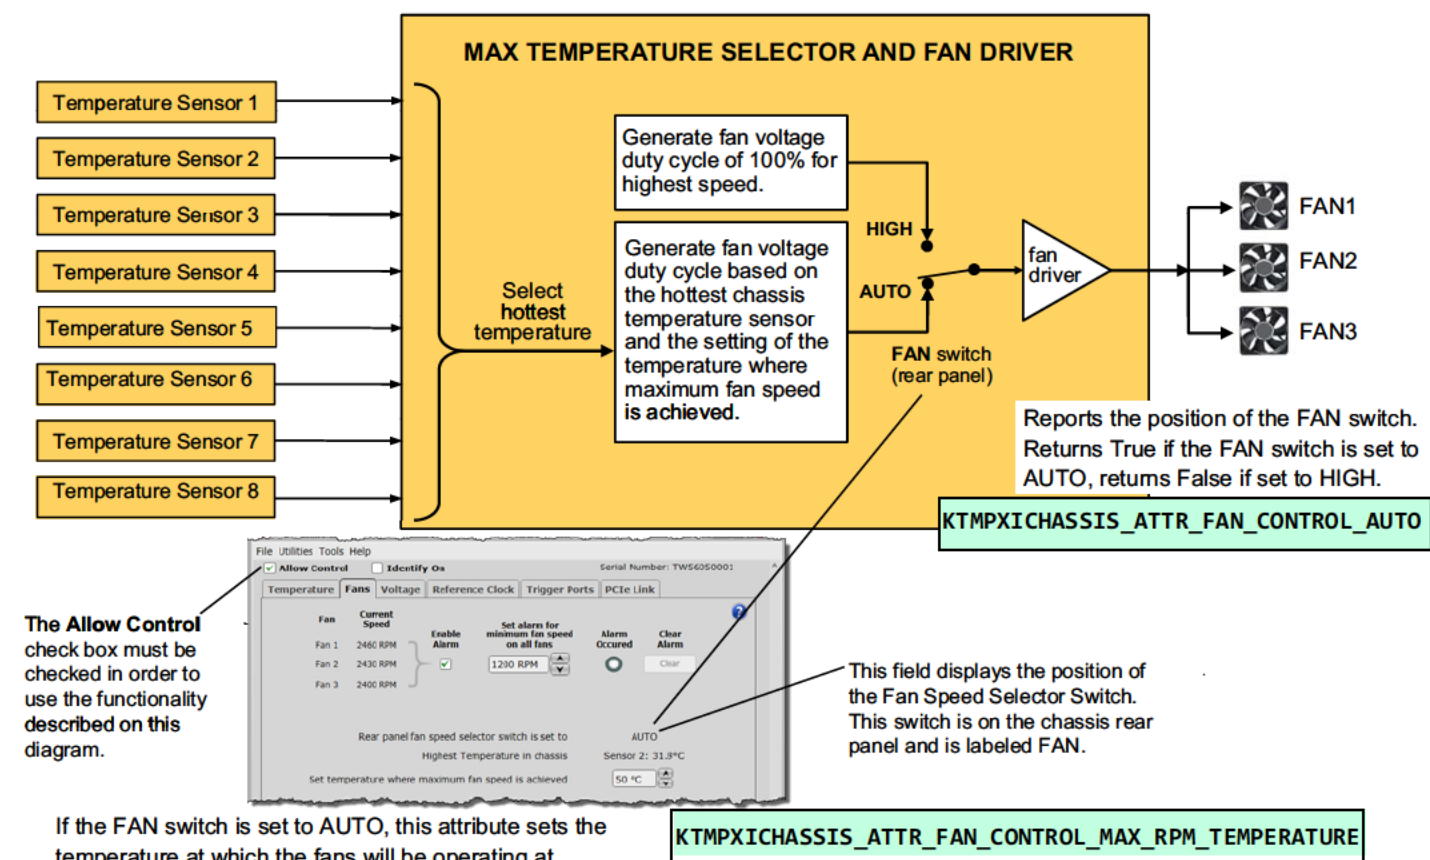 MAX TEMPERATURE SELECTOR AND FAN DRIVER
Temperature Sensor 1
Temperature Sensor 2
Temperature Sensor 3
Temperature Sensor 4
Temperature Sensor 5
Temperature Sensor 6
Temperature Sensor 7
Temperature Sensor 8
Select
hottest
temperature
Generate fan voltage
duty cycle of 100% for
highest speed.
Generate fan voltage
duty cycle based on
the hottest chassis
temperature sensor
and the setting of the
temperature where
maximum fan speed
is achieved.
HIGH
AUTO
FAN switch
(rear panel)
fan
driver
FAN1
FAN2
FAN3
Reports the position of the FAN switch.
Returns True if the FAN switch is set to
AUTO, returns False if set to HIGH.
KTMPXICHASSIS_ATTR_FAN_CONTROL_AUTO
File Utilities Tools Help
Allow Control Identify On Serial Number: TW56050001
Temperature Fans Voltage Reference Clock Trigger Ports PCIe Link
Fan
Current
Speed
Enable
Alarm
Set alarm for
minimum fan speed
on all fans
Alarm
Occured
Clear
Alarm
Fan 1 2460 RPM
Fan 2 2430 RPM
Fan 3 2400 RPM
1200 RPM
Clear
?
Rear panel fan speed selector switch is set to AUTO
Highest Temperature in chassis Sensor 2: 31.9°C
Set temperature where maximum fan speed is achieved 50 °C
The Allow Control
check box must be
checked in order to
use the functionality
described on this
diagram.
This field displays the position of
the Fan Speed Selector Switch.
This switch is on the chassis rear
panel and is labeled FAN.
If the FAN switch is set to AUTO, this attribute sets the
temperature at which the fans will be operating at
KTMPXICHASSIS_ATTR_FAN_CONTROL_MAX_RPM_TEMPERATURE